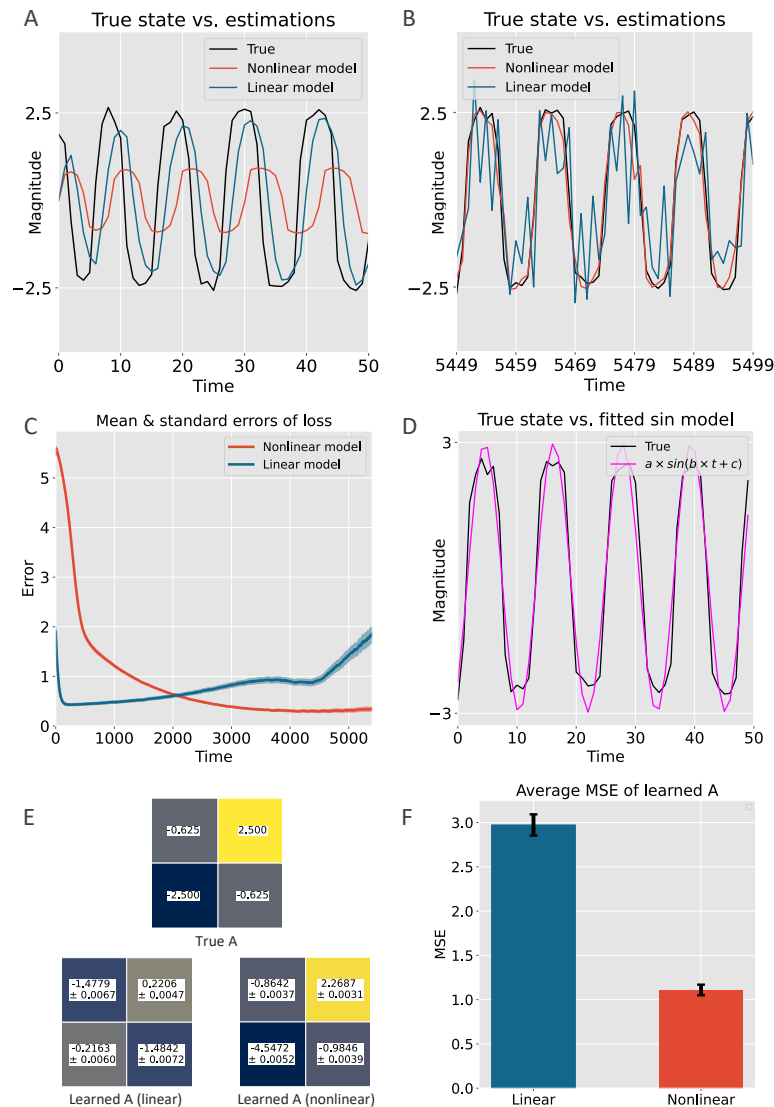 A
True state vs. estimations
True
Nonlinear model
Linear model
2.5
−2.5
Magnitude
0
10
20
30
40
50
Time
B
True state vs. estimations
True
Nonlinear model
Linear model
2.5
−2.5
Magnitude
5449
5459
5469
5479
5489
5499
Time
C
Mean & standard errors of loss
Nonlinear model
Linear model
5
4
3
2
1
0
Error
0
1000
2000
3000
4000
5000
Time
D
True state vs. fitted sin model
True
a × sin(b × t + c)
3
−3
Magnitude
0
10
20
30
40
50
Time
E
-0.625
2.500
-2.500
-0.625
True A
-1.4779
± 0.0067
0.2206
± 0.0047
-0.2163
± 0.0060
-1.4842
± 0.0072
Learned A (linear)
-0.8642
± 0.0037
2.2687
± 0.0031
-4.5472
± 0.0052
-0.9846
± 0.0039
Learned A (nonlinear)
F
Average MSE of learned A
3.0
2.5
2.0
1.5
1.0
0.5
0.0
MSE
Linear
Nonlinear